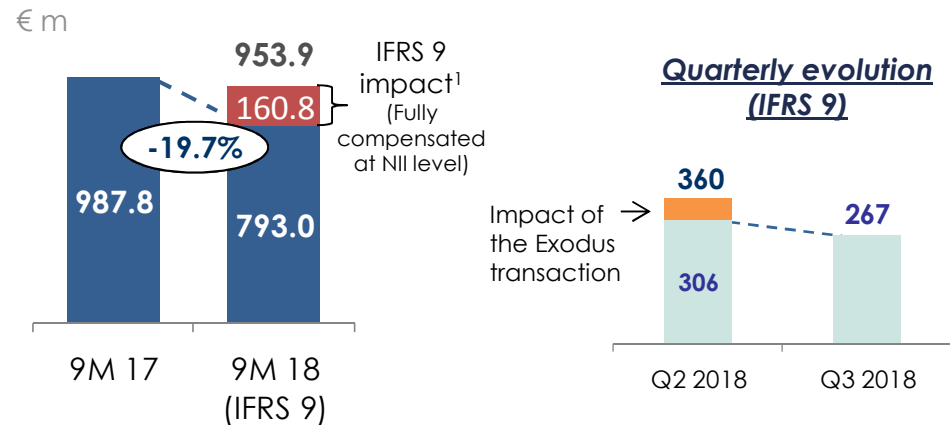 € m
953.9
IFRS 9
impact1
(Fully
compensated
at NII level)
160.8
-19.7%
987.8
793.0
9M 17
9M 18
(IFRS 9)
Quarterly evolution
(IFRS 9)
360
267
Impact of
the Exodus
transaction
306
Q2 2018
Q3 2018